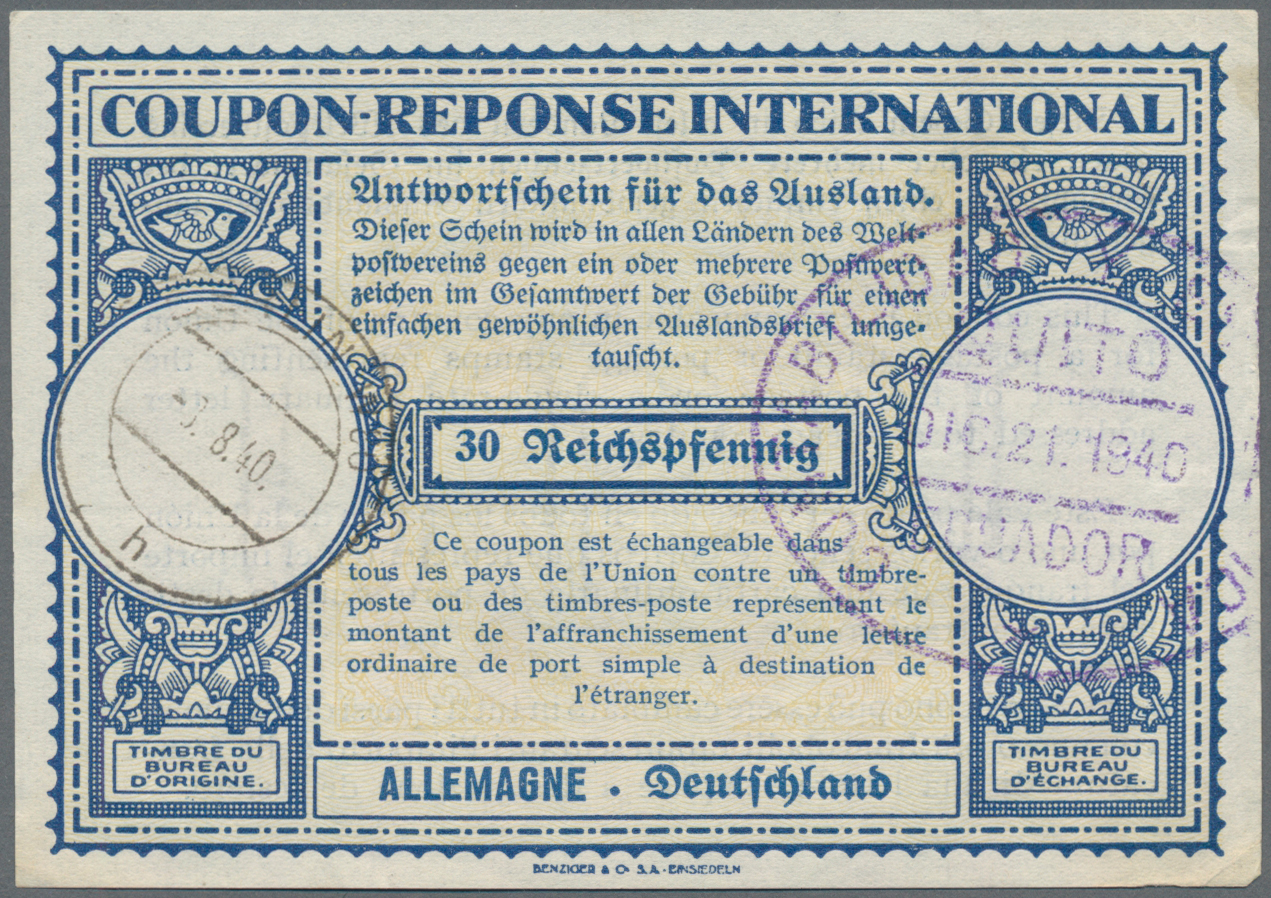 COUPON-REPONSE INTERNATIONAL
Antwortschein für das Ausland.
Dieser Schein wird in allen Ländern des Welt-
postvereins gegen ein oder mehrere Postwert-
zeichen im Gesamtwert der Gebühr für einen
einfachen gewöhnlichen Auslandsbrief umge-
tauscht.
30 Reichspfennig
Ce coupon est échangeable dans
tous les pays de l'Union contre un timbre-
poste ou des timbres-poste représentant le
montant de l'affranchissement d'une lettre
ordinaire de port simple à destination de
l'étranger.
8.40.
h
QUITO
DIC.21.1940
ECUADOR
TIMBRE DU
BUREAU
D'ORIGINE.
ALLEMAGNE . Deutschland
TIMBRE DU
BUREAU
D'ÉCHANGE.
BENZIGER & Co S.A. - EINSIEDELN